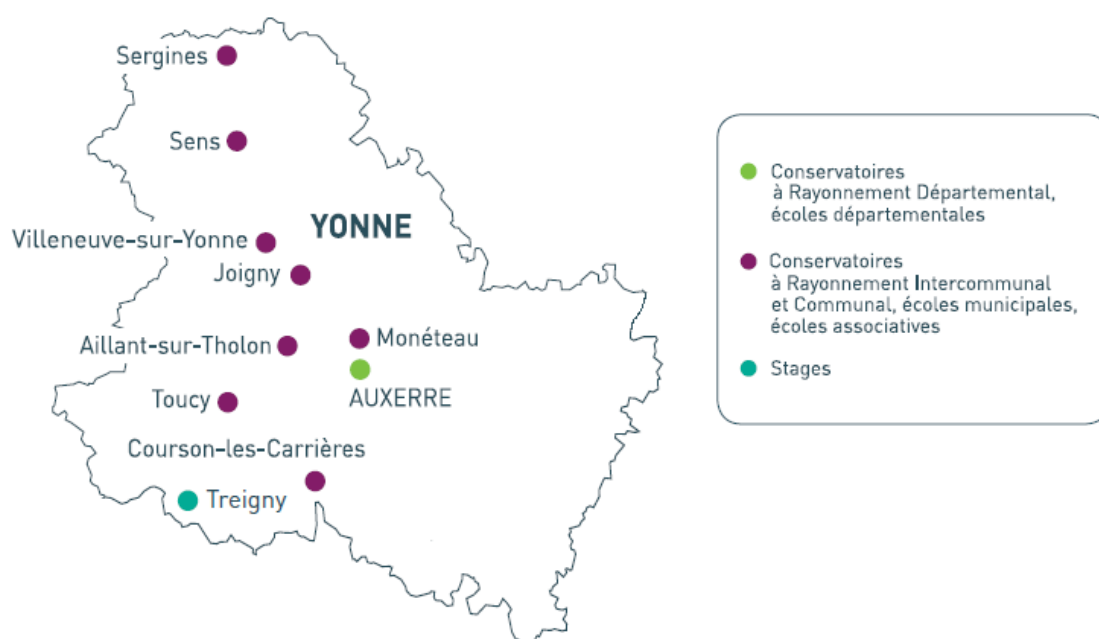 Sergines
Sens
YONNE
Villeneuve-sur-Yonne
Joigny
Monéteau
Aillant-sur-Tholon
AUXERRE
Toucy
Courson-les-Carrières
Treigny
Conservatoires
à Rayonnement Départemental,
écoles départementales
Conservatoires
à Rayonnement Intercommunal
et Communal, écoles municipales,
écoles associatives
Stages